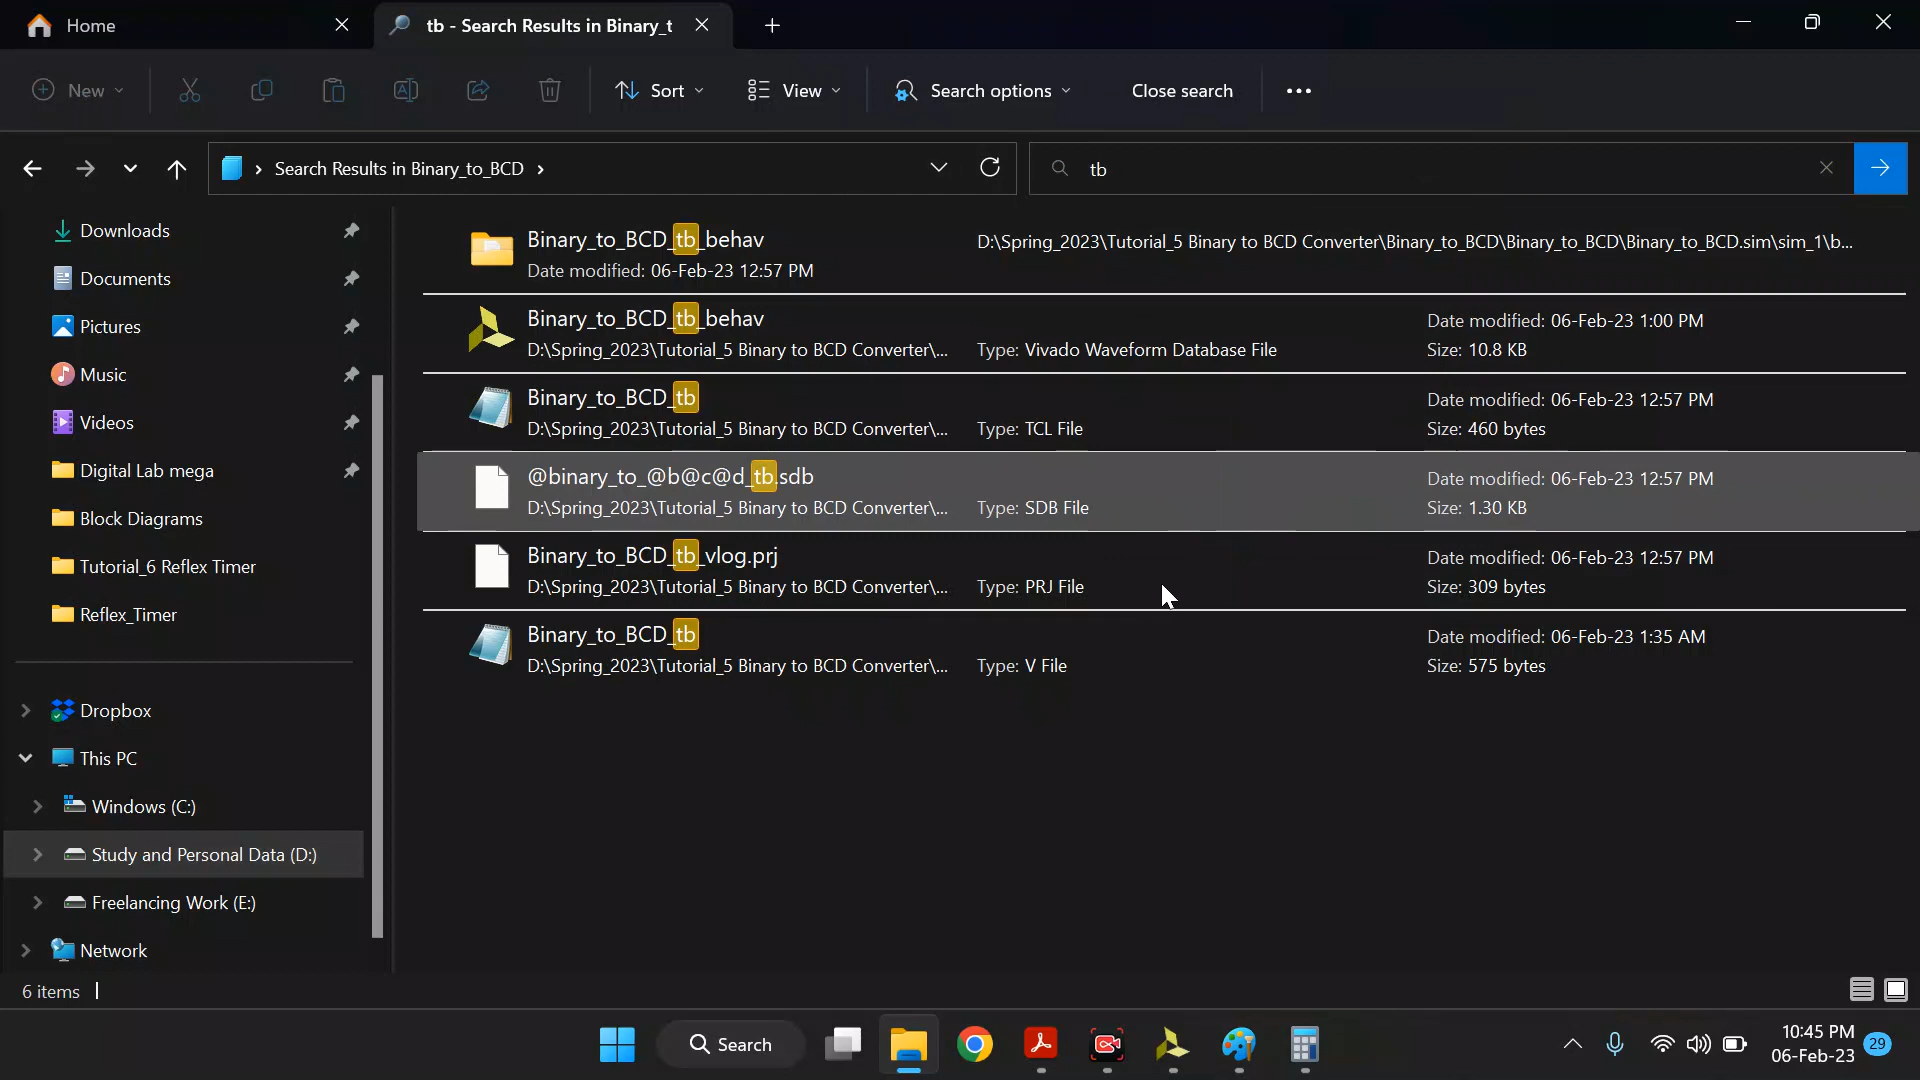 Home
tb - Search Results in Binary_t
New
Sort
View
Search options
Close search
Search Results in Binary_to_BCD
tb
Downloads
Documents
Pictures
Music
Videos
Digital Lab mega
Block Diagrams
Tutorial_6 Reflex Timer
Reflex_Timer
Dropbox
This PC
Windows (C:)
Study and Personal Data (D:)
Freelancing Work (E:)
Network
Binary_to_BCD_tb_behav
D:\Spring_2023\Tutorial_5 Binary to BCD Converter\Binary_to_BCD\Binary_to_BCD\Binary_to_BCD.sim\sim_1\b...
Date modified: 06-Feb-23 12:57 PM
Binary_to_BCD_tb_behav
Date modified: 06-Feb-23 1:00 PM
D:\Spring_2023\Tutorial_5 Binary to BCD Converter\... Type: Vivado Waveform Database File Size: 10.8 KB
Binary_to_BCD_tb
Date modified: 06-Feb-23 12:57 PM
D:\Spring_2023\Tutorial_5 Binary to BCD Converter\... Type: TCL File Size: 460 bytes
@binary_to_@b@c@d_tb.sdb
Date modified: 06-Feb-23 12:57 PM
D:\Spring_2023\Tutorial_5 Binary to BCD Converter\... Type: SDB File Size: 1.30 KB
Binary_to_BCD_tb_vlog.prj
Date modified: 06-Feb-23 12:57 PM
D:\Spring_2023\Tutorial_5 Binary to BCD Converter\... Type: PRJ File Size: 309 bytes
Binary_to_BCD_tb
Date modified: 06-Feb-23 1:35 AM
D:\Spring_2023\Tutorial_5 Binary to BCD Converter\... Type: V File Size: 575 bytes
6 items
Search
10:45 PM
06-Feb-23
29